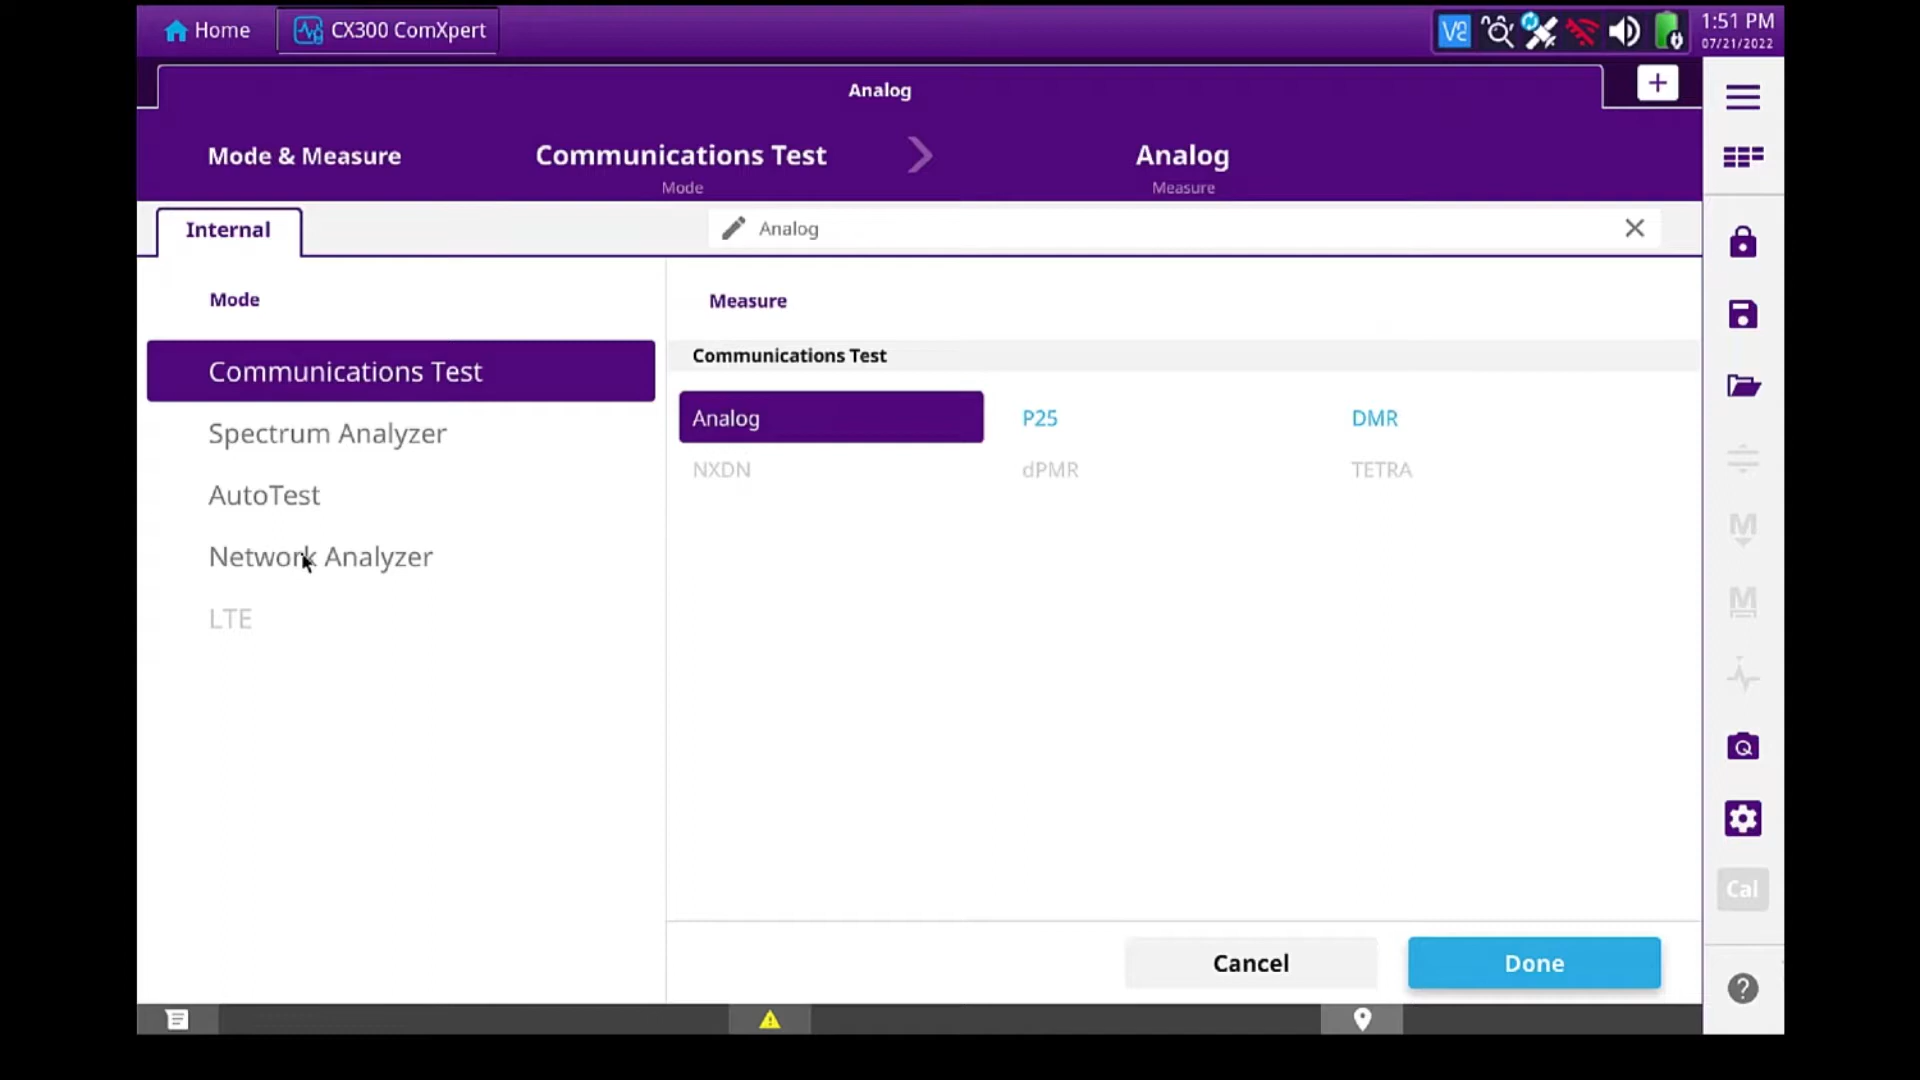 Home
CX300 ComXpert
V2
1:51 PM
07/21/2022
Analog
+
Mode & Measure
Communications Test
Mode
Analog
Measure
Internal
Analog
Mode
Measure
Communications Test
Communications Test
Analog
P25
DMR
Spectrum Analyzer
NXDN
dPMR
TETRA
AutoTest
Network Analyzer
LTE
M
M
Q
Cal
Cancel
Done
?